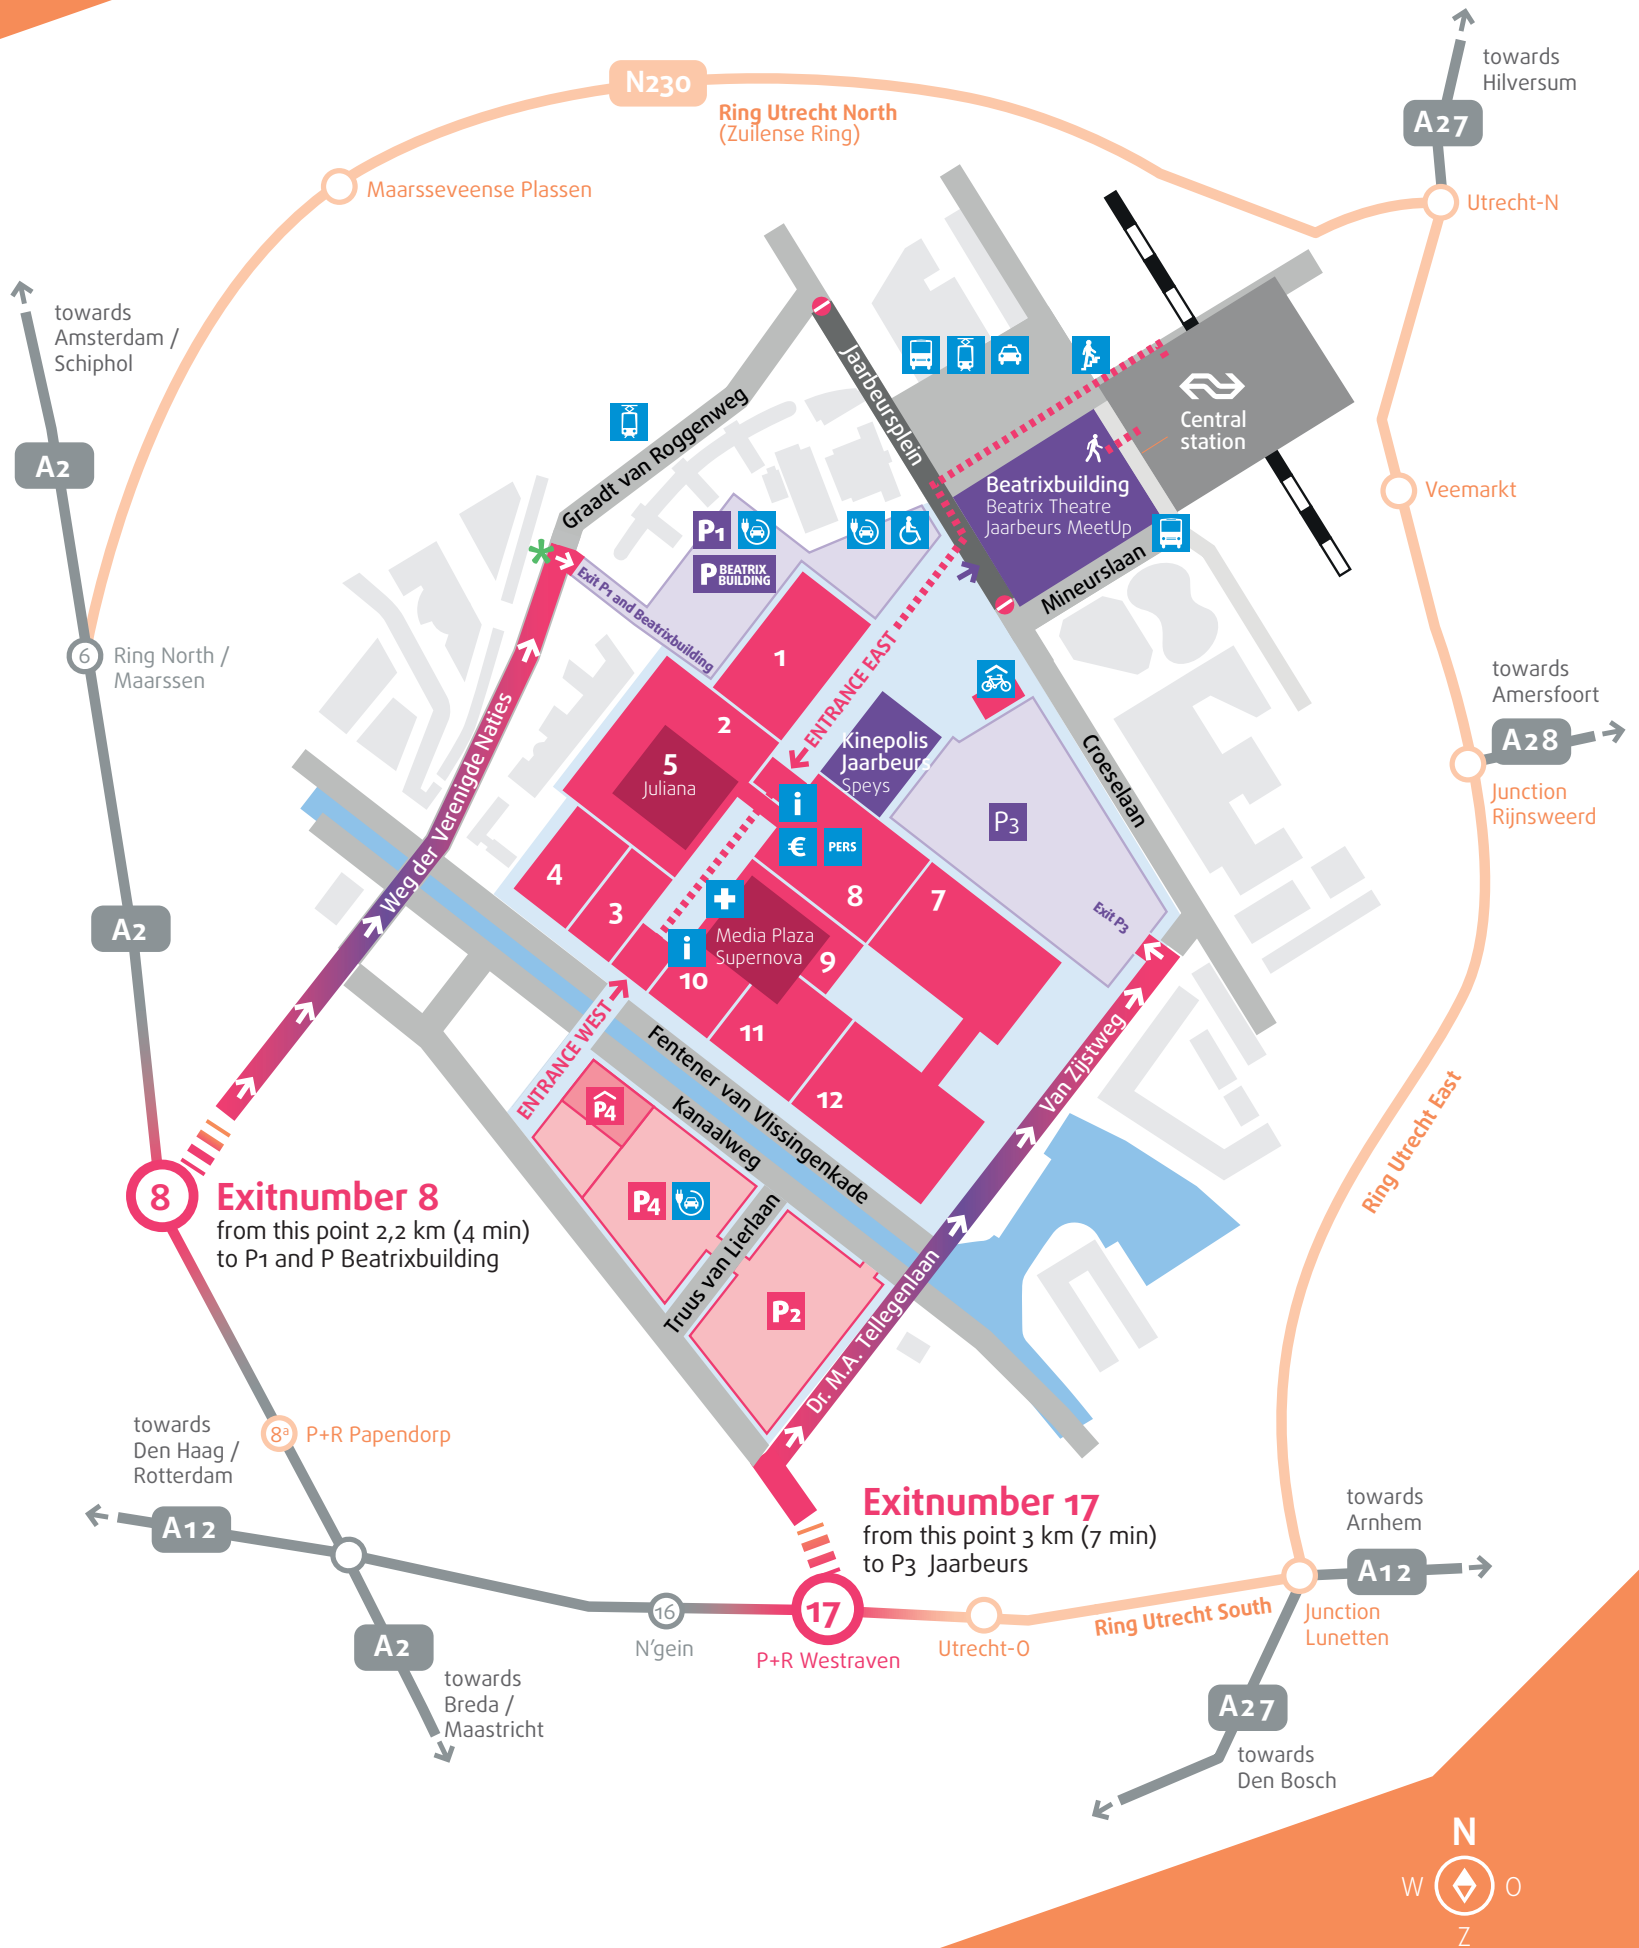 N230
Ring Utrecht North
(Zuilense Ring)
towards
Hilversum
A27
Utrecht-N
Maarsseveense Plassen
towards
Amsterdam /
Schiphol
A2
6
Ring North /
Maarssen
A2
Jaarbeursplein
Graadt van Roggenweg
Central
station
Beatrixbuilding
Beatrix Theatre
Jaarbeurs MeetUp
Mineurslaan
Veemarkt
P1
P BEATRIX
BUILDING
Exit P1 and Beatrixbuilding
Weg der Verenigde Naties
1
2
5
Juliana
4
3
ENTRANCE EAST
Kinepolis
Jaarbeurs
Speys
i
€
PERS
P3
Croeselaan
Exit P3
8
7
Media Plaza
Supernova
9
i
10
11
12
towards
Amersfoort
A28
Junction
Rijnsweerd
ENTRANCE WEST
Fentener van Vlissingenkade
Kanaalweg
Van Zijstweg
P4
P4
Truus van Lierlaan
P2
Dr. M.A. Tellegenlaan
Ring Utrecht East
8
Exitnumber 8
from this point 2,2 km (4 min)
to P1 and P Beatrixbuilding
8a
P+R Papendorp
towards
Den Haag /
Rotterdam
A12
A2
towards
Breda /
Maastricht
16
N'gein
Exitnumber 17
from this point 3 km (7 min)
to P3 Jaarbeurs
17
P+R Westraven
Utrecht-O
Ring Utrecht South
towards
Arnhem
A12
Junction
Lunetten
A27
towards
Den Bosch
N
W
O
Z